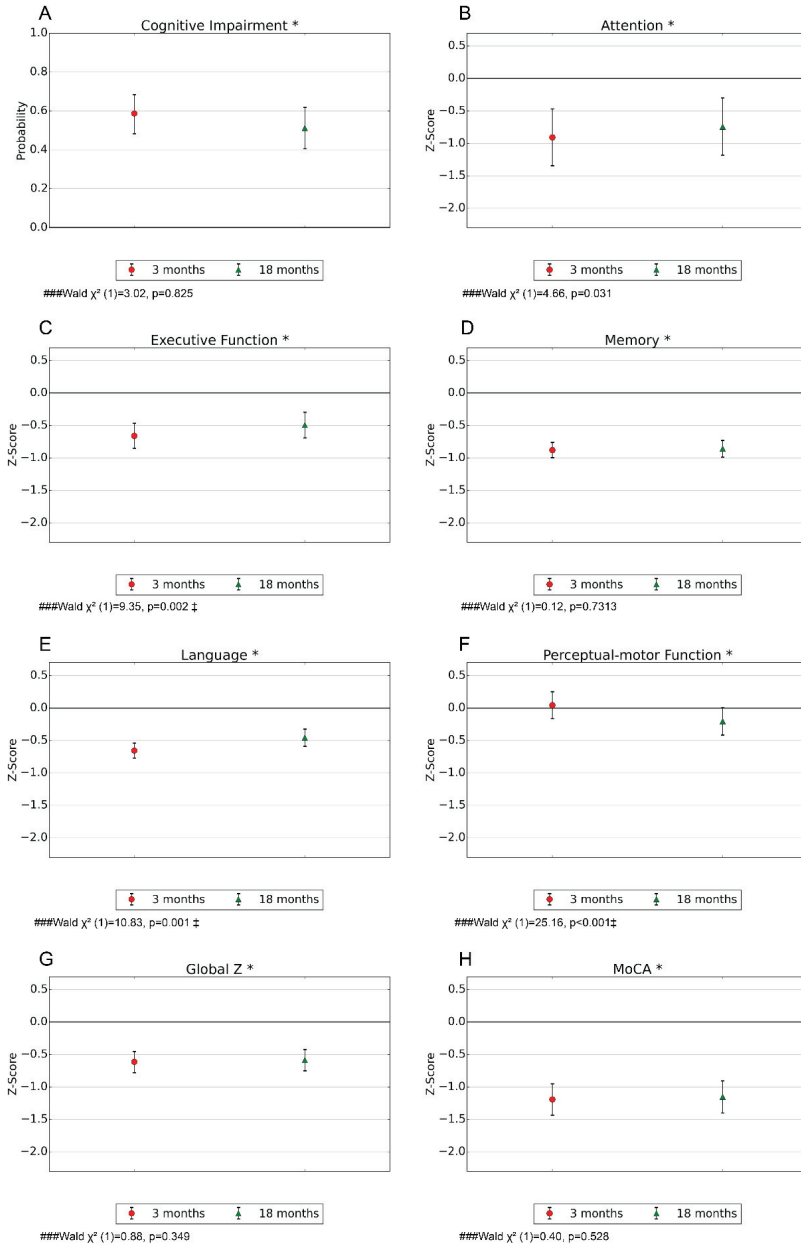 A
Cognitive Impairment *
1.0
0.8
0.6
0.4
0.2
0.0
Probability
3 months 18 months
###Wald χ² (1)=3.02, p=0.825
B
Attention *
0.5
0.0
−0.5
−1.0
−1.5
−2.0
Z-Score
3 months 18 months
###Wald χ² (1)=4.66, p=0.031
C
Executive Function *
0.5
0.0
−0.5
−1.0
−1.5
−2.0
Z-Score
3 months 18 months
###Wald χ² (1)=9.35, p=0.002 ‡
D
Memory *
0.5
0.0
−0.5
−1.0
−1.5
−2.0
Z-Score
3 months 18 months
###Wald χ² (1)=0.12, p=0.7313
E
Language *
0.5
0.0
−0.5
−1.0
−1.5
−2.0
Z-Score
3 months 18 months
###Wald χ² (1)=10.83, p=0.001 ‡
F
Perceptual-motor Function *
0.5
0.0
−0.5
−1.0
−1.5
−2.0
Z-Score
3 months 18 months
###Wald χ² (1)=25.16, p<0.001‡
G
Global Z *
0.5
0.0
−0.5
−1.0
−1.5
−2.0
Z-Score
3 months 18 months
###Wald χ² (1)=0.88, p=0.349
H
MoCA *
0.5
0.0
−0.5
−1.0
−1.5
−2.0
Z-Score
3 months 18 months
###Wald χ² (1)=0.40, p=0.528